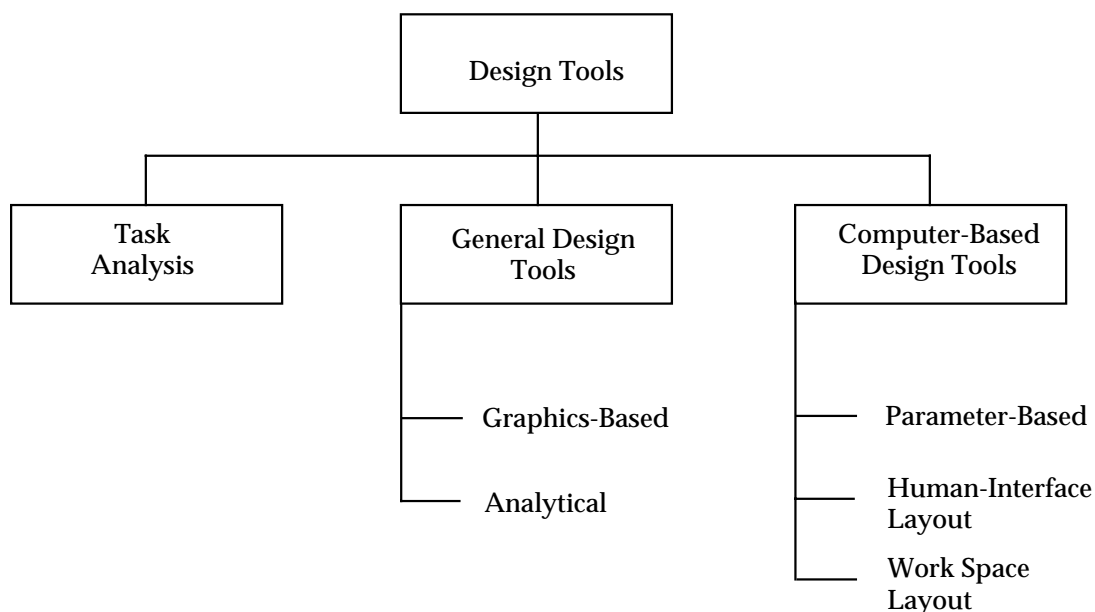 Design Tools
Task
Analysis
General Design
Tools
Computer-Based
Design Tools
Graphics-Based
Analytical
Parameter-Based
Human-Interface
Layout
Work Space
Layout